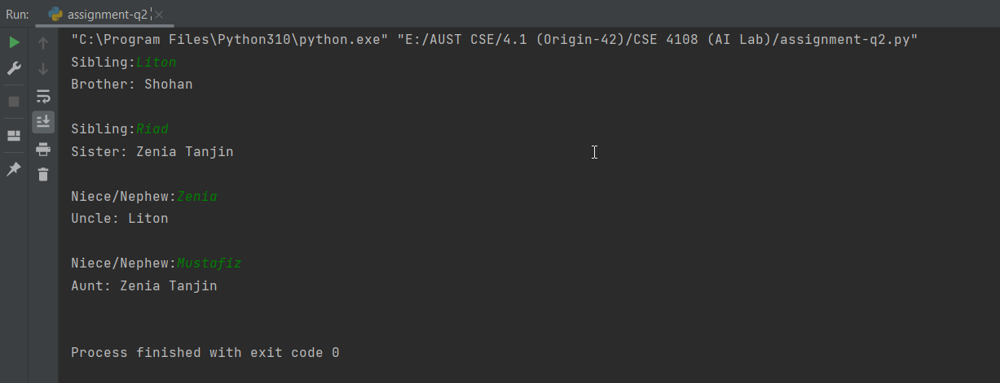 Run: assignment-q2
"C:\Program Files\Python310\python.exe" "E:/AUST CSE/4.1 (Origin-42)/CSE 4108 (AI Lab)/assignment-q2.py"
Sibling:Liton
Brother: Shohan
Sibling:Riad
Sister: Zenia Tanjin
Niece/Nephew:Zenia
Uncle: Liton
Niece/Nephew:Mustafiz
Aunt: Zenia Tanjin
Process finished with exit code 0